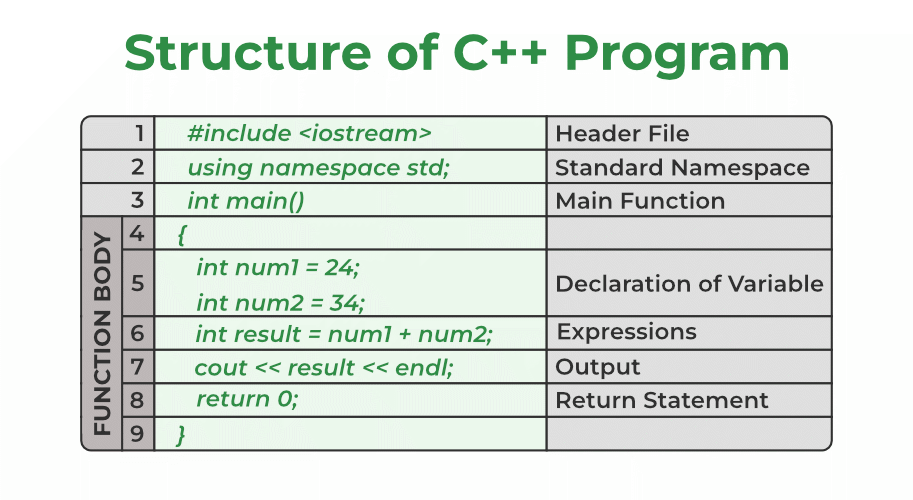 Structure of C++ Program
1 #include <iostream> Header File
2 using namespace std; Standard Namespace
3 int main() Main Function
FUNCTION BODY
4 {
5 int num1 = 24; Declaration of Variable
int num2 = 34;
6 int result = num1 + num2; Expressions
7 cout << result << endl; Output
8 return 0; Return Statement
9 }